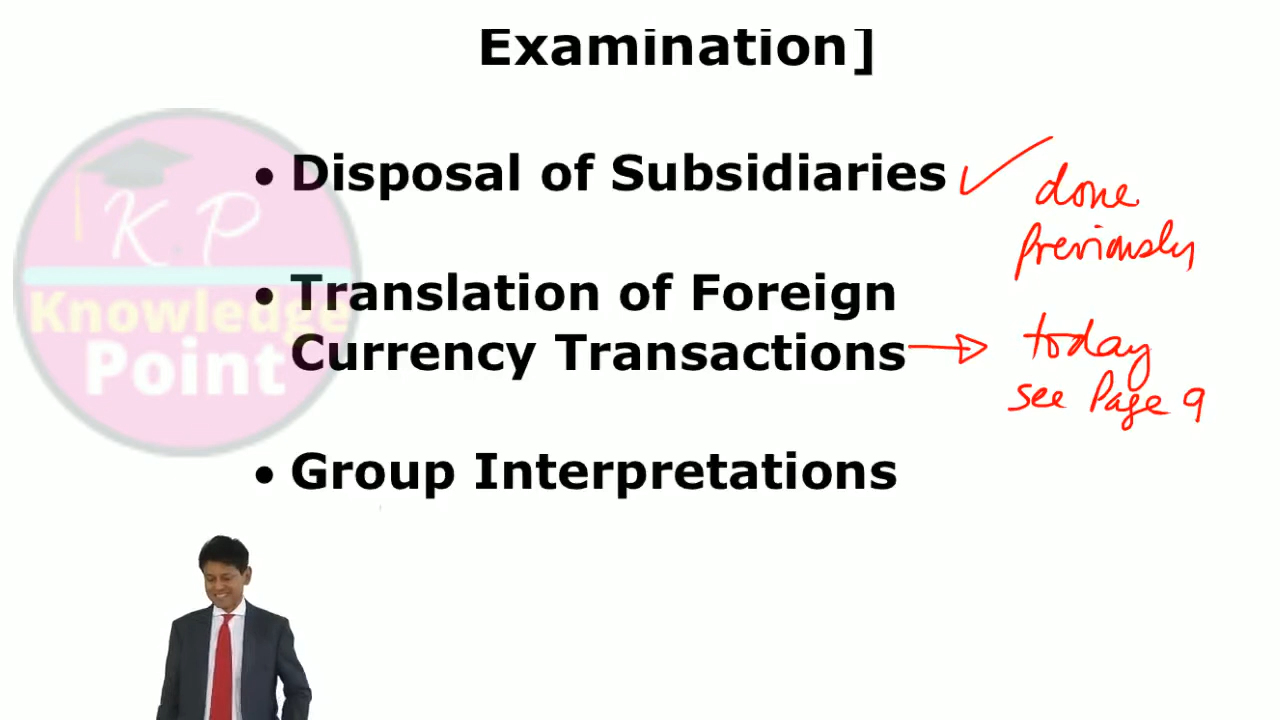 Examination]
• Disposal of Subsidiaries
done
previously
• Translation of Foreign
Currency Transactions
today
see Page 9
• Group Interpretations
K.P
Knowledge
Point